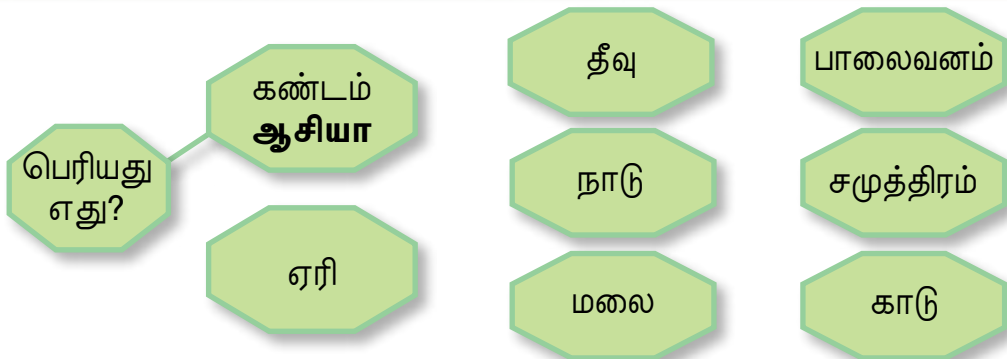 பெரியது
எது?
கண்டம்
ஆசியா
ஏரி
தீவு
நாடு
மலை
பாலைவனம்
சமுத்திரம்
காடு